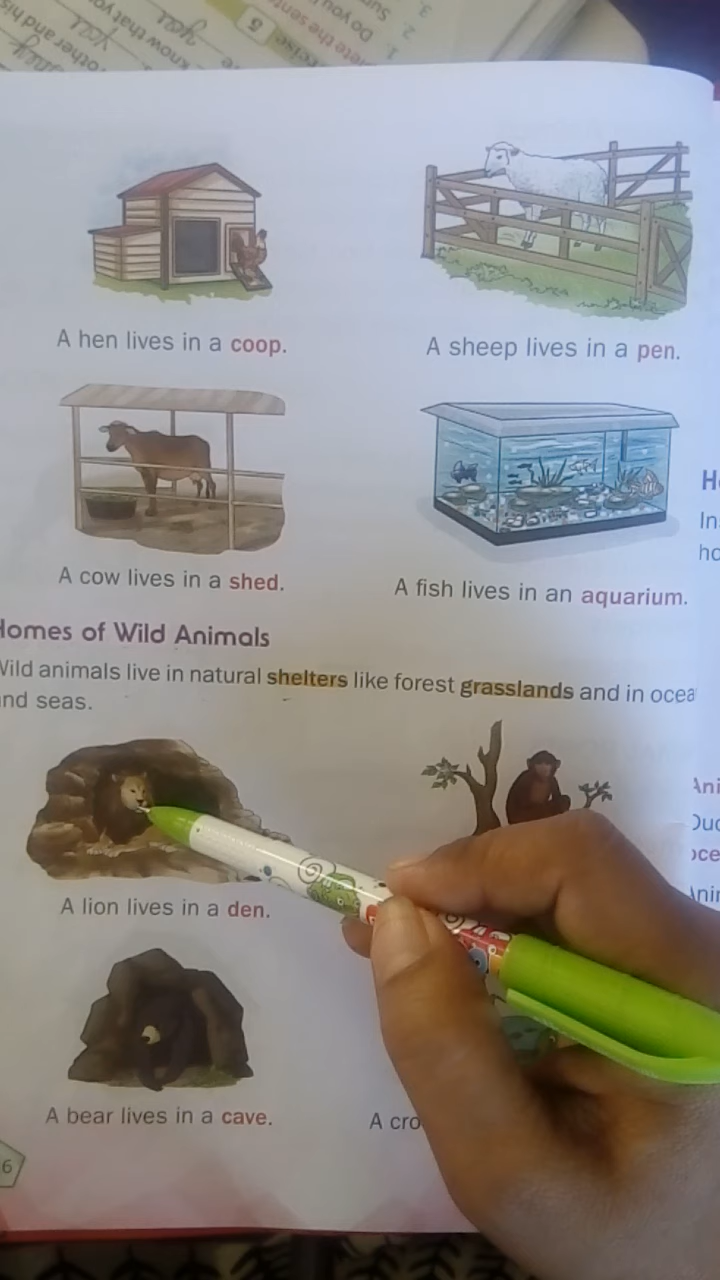 A hen lives in a coop.
A sheep lives in a pen.
A cow lives in a shed.
A fish lives in an aquarium.
Homes of Wild Animals
Wild animals live in natural shelters like forest grasslands and in ocea
and seas.
A lion lives in a den.
A bear lives in a cave.
A cro
6